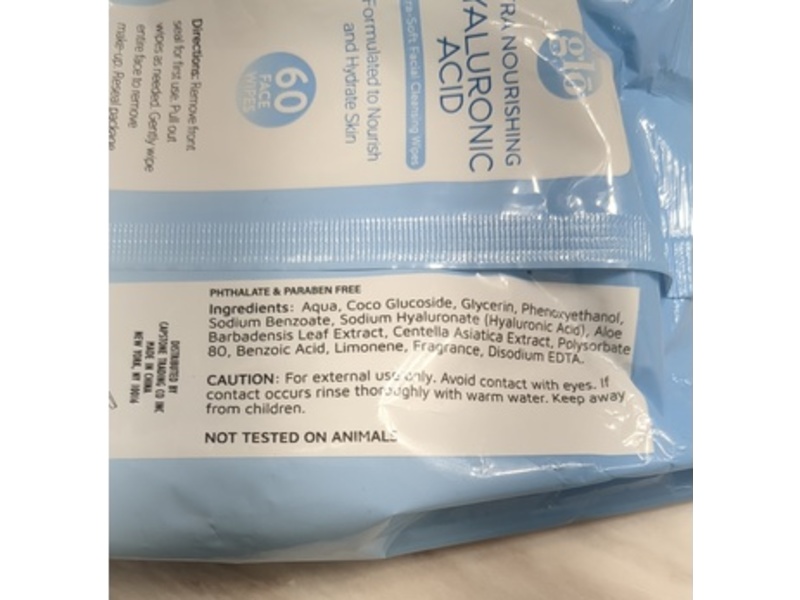 glō
TRA NOURISHING
YALURONIC
ACID
ra-Soft Facial Cleansing Wipes
Formulated to Nourish
and Hydrate Skin
60
FACE
WIPES
Directions: Remove front
seal for first use. Pull out
wipes as needed. Gently wipe
entire face to remove
make-up. Reseal package
PHTHALATE & PARABEN FREE
Ingredients: Aqua, Coco Glucoside, Glycerin, Phenoxyethanol,
Sodium Benzoate, Sodium Hyaluronate (Hyaluronic Acid), Aloe
Barbadensis Leaf Extract, Centella Asiatica Extract, Polysorbate
80, Benzoic Acid, Limonene, Fragrance, Disodium EDTA.
CAUTION: For external use only. Avoid contact with eyes. If
contact occurs rinse thoroughly with warm water. Keep away
from children.
NOT TESTED ON ANIMALS
DISTRIBUTED BY
CAPSTONE TRADING CO INC
MADE IN CHINA
NEW YORK, NY 10016